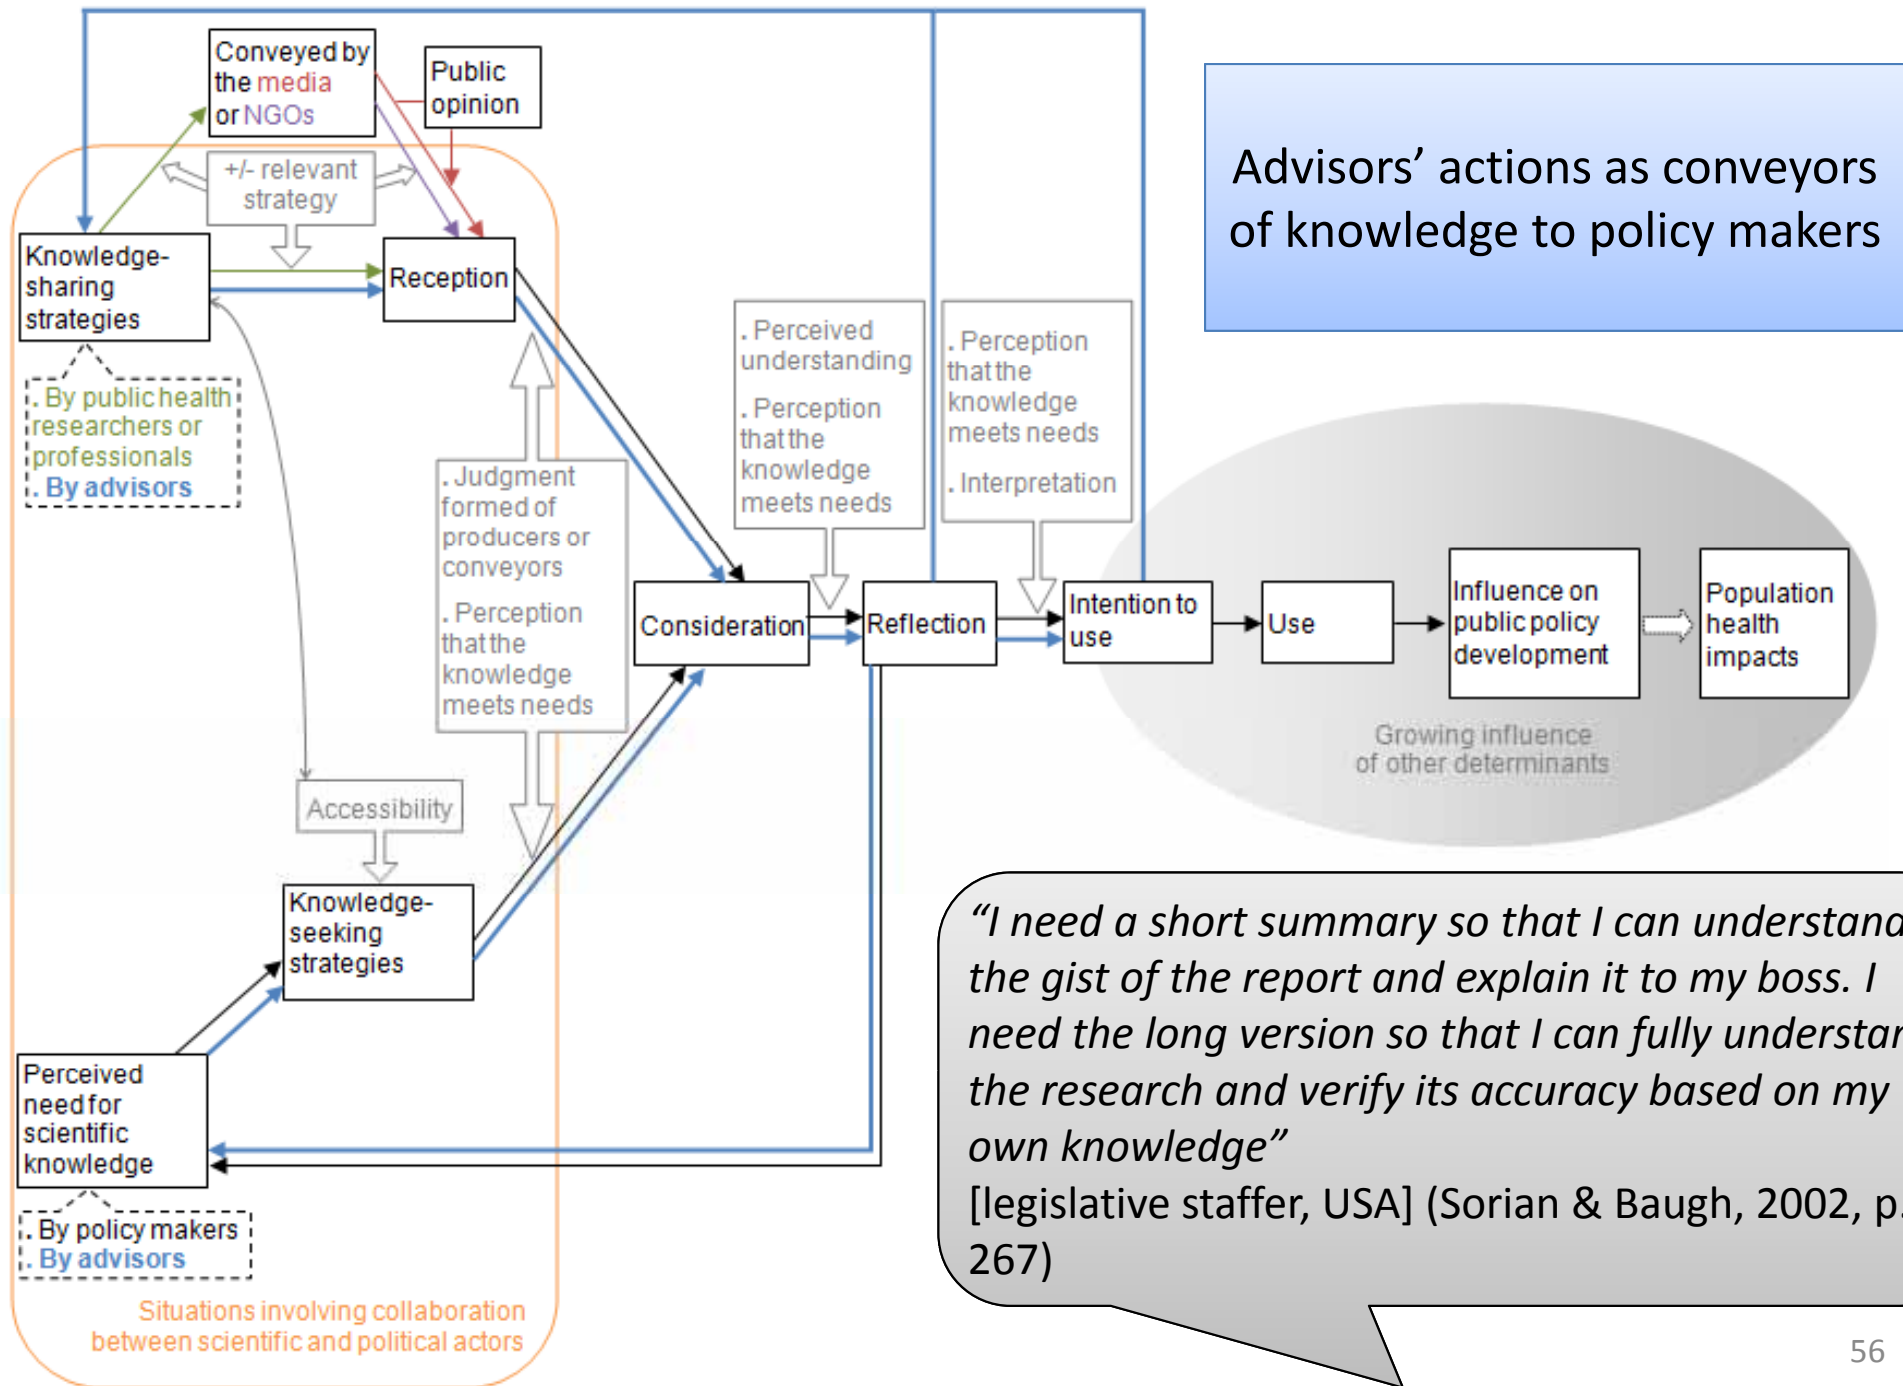 Conveyed by
the media
or NGOs
Public
opinion
Advisors’ actions as conveyors
of knowledge to policy makers
+/- relevant
strategy
Knowledge-
sharing
strategies
Reception
. By public health
researchers or
professionals
. By advisors
. Judgment
formed of
producers or
conveyors
. Perception
that the
knowledge
meets needs
. Perceived
understanding
. Perception
that the
knowledge
meets needs
. Perception
that the
knowledge
meets needs
. Interpretation
Consideration
Reflection
Intention to
use
Use
Influence on
public policy
development
Population
health
impacts
Growing influence
of other determinants
Accessibility
Knowledge-
seeking
strategies
Perceived
need for
scientific
knowledge
. By policy makers
. By advisors
Situations involving collaboration
between scientific and political actors
“I need a short summary so that I can understand
the gist of the report and explain it to my boss. I
need the long version so that I can fully understan
the research and verify its accuracy based on my
own knowledge”
[legislative staffer, USA] (Sorian & Baugh, 2002, p.
267)
56